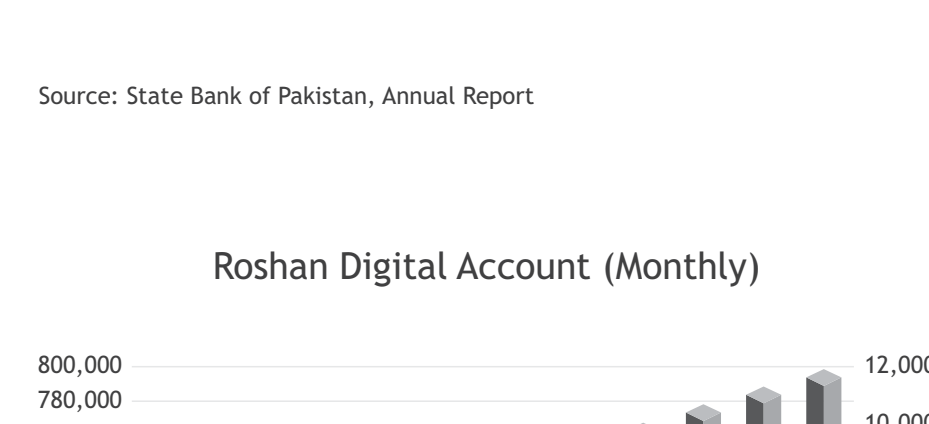 Source: State Bank of Pakistan, Annual Report
Roshan Digital Account (Monthly)
800,000
780,000